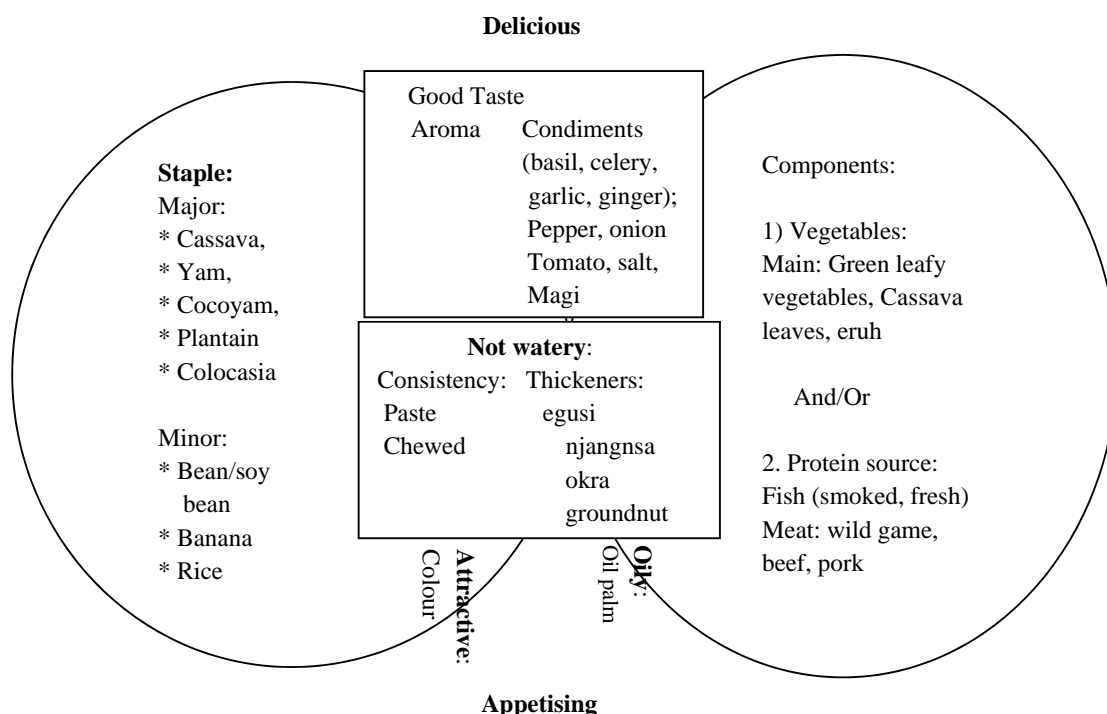 Delicious
Good Taste
Aroma Condiments
(basil, celery,
garlic, ginger);
Pepper, onion
Tomato, salt,
Magi
Staple:
Major:
* Cassava,
* Yam,
* Cocoyam,
* Plantain
* Colocasia
Minor:
* Bean/soy
bean
* Banana
* Rice
Not watery:
Consistency: Thickeners:
Paste egusi
Chewed njangnsa
okra
groundnut
Attractive:
Colour
Oily:
Oil palm
Components:
1) Vegetables:
Main: Green leafy
vegetables, Cassava
leaves, eruh
And/Or
2. Protein source:
Fish (smoked, fresh)
Meat: wild game,
beef, pork
Appetising